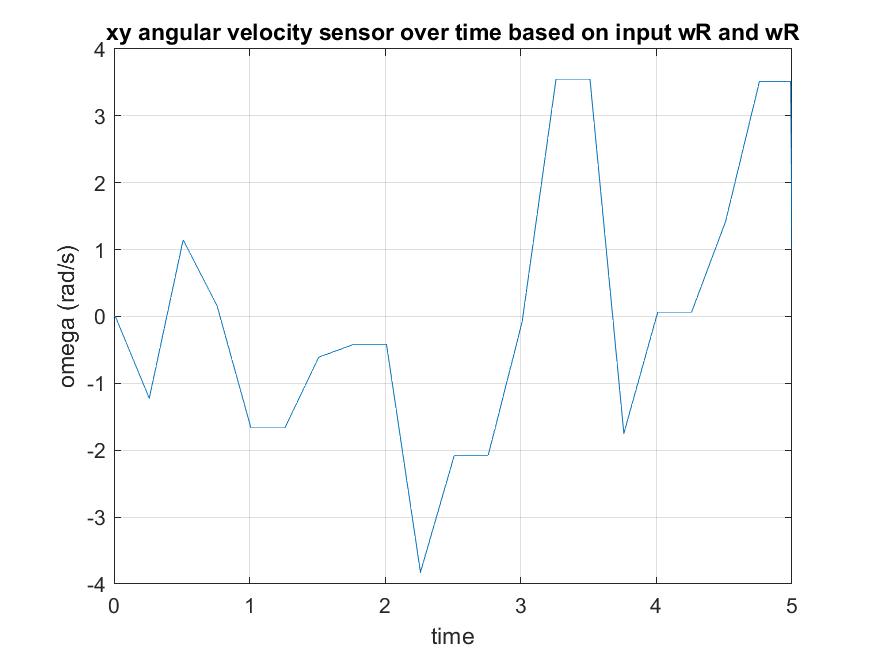 xy angular velocity sensor over time based on input wR and wR
4
3
2
1
0
-1
-2
-3
-4
omega (rad/s)
0 1 2 3 4 5
time